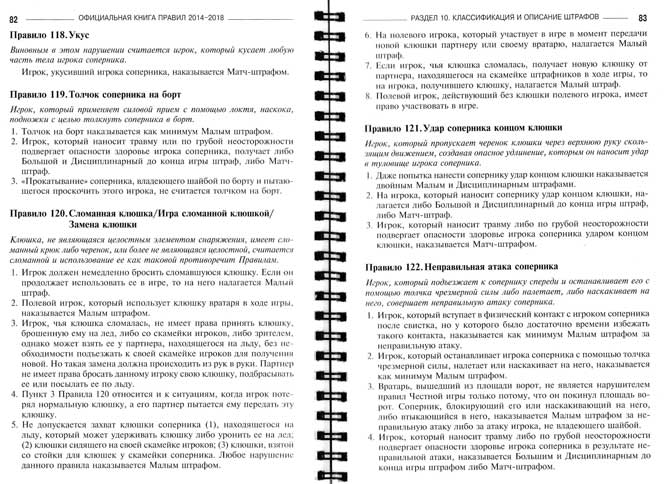 82 ОФИЦИАЛЬНАЯ КНИГА ПРАВИЛ 2014–2018
Правило 118. Укус
Виновным в этом нарушении считается игрок, который кусает любую
часть тела игрока соперника.
Игрок, укусивший игрока соперника, наказывается Матч-штрафом.
Правило 119. Толчок соперника на борт
Игрок, который применяет силовой прием с помощью локтя, наскока,
подножки с целью толкнуть соперника в борт.
1. Толчок на борт наказывается как минимум Малым штрафом.
2. Игрок, который наносит травму или по грубой неосторожности
подвергает опасности здоровье игрока соперника, получает либо
Большой и Дисциплинарный до конца игры штраф, либо Матч-
штраф.
3. «Прокатывание» соперника, владеющего шайбой по борту и пытаю-
щегося проскочить этого игрока, не считается толчком на борт.
Правило 120. Сломанная клюшка/Игра сломанной клюшкой/
Замена клюшки
Клюшка, не являющаяся целостным элементом снаряжения, имеет сло-
манный крюк либо черенок, или более не являющаяся целостной, считается
сломанной и использование ее как таковой противоречит Правилам.
1. Игрок должен немедленно бросить сломавшуюся клюшку. Если он
продолжает использовать ее в игре, то на него налагается Малый
штраф.
2. Полевой игрок, который использует клюшку вратаря в ходе игры,
наказывается Малым штрафом.
3. Игрок, чья клюшка сломалась, не имеет права принять клюшку,
брошенную ему на лед, либо со скамейки игроков, либо зрителем,
однако может взять ее у партнера, находящегося на льду, без не-
обходимости подъезжать к своей скамейке игроков для получения
новой. Но такая замена должна происходить из рук в руки. Партнер
не имеет права бросать данному игроку свою клюшку, подбрасывать
ее или посылать ее по льду.
4. Пункт 3 Правила 120 относится и к ситуациям, когда игрок поте-
рял нормальную клюшку, а его партнер пытается ему передать эту
клюшку.
5. Не допускается захват клюшки соперника (1), находящегося на
льду, который может удерживать клюшку либо уронить ее на лед;
(2) клюшки сидящего на своей скамейке игроков; (3) клюшки, взятой
со стойки для клюшек у скамейки соперника. Любое нарушение
данного правила наказывается Малым штрафом.
РАЗДЕЛ 10. КЛАССИФИКАЦИЯ И ОПИСАНИЕ ШТРАФОВ 83
6. На полевого игрока, который участвует в игре в момент передачи
новой клюшки партнеру или своему вратарю, налагается Малый
штраф.
7. Если игрок, чья клюшка сломалась, получает новую клюшку от
партнера, находящегося на скамейке штрафников в ходе игры, то
на игрока, получившего клюшку, налагается Малый штраф.
8. Полевой игрок, действующий без клюшки полевого игрока, имеет
право участвовать в игре.
Правило 121. Удар соперника концом клюшки
Игрок, который пропускает черенок клюшки через верхнюю руку сколь-
зящим движением, создавая опасное удлинение, которым он наносит удар
в туловище игрока соперника.
1. Даже попытка нанести сопернику удар концом клюшки наказывается
двойным Малым и Дисциплинарным штрафами.
2. На игрока, который наносит сопернику удар концом клюшки, на-
лагается либо Большой и Дисциплинарный до конца игры штраф,
либо Матч-штраф.
3. Игрок, который наносит травму либо по грубой неосторожности
подвергает опасности здоровье игрока соперника ударом концом
клюшки, наказывается Матч-штрафом.
Правило 122. Неправильная атака соперника
Игрок, который подъезжает к сопернику спереди и останавливает его с
помощью толчка чрезмерной силы либо налетает, либо наскакивает на
него, совершает неправильную атаку соперника.
1. Игрок, который вступает в физический контакт с игроком соперника
после свистка, но у которого было достаточно времени избежать
такого контакта, наказывается как минимум Малым штрафом за
неправильную атаку.
2. Игрок, который останавливает игрока соперника с помощью толчка
чрезмерной силы, налетает или наскакивает на него, наказывается
как минимум Малым штрафом.
3. Вратарь, вышедший из площади ворот, не является нарушителем
правил Честной игры только потому, что он покинул площадь во-
рот. Соперник, блокирующий его или наскакивающий на него,
либо втыкающийся в него, наказывается Малым штрафом за не-
правильную атаку либо за атаку игрока, не владеющего шайбой.
4. Игрок, который наносит травму либо по грубой неосторожности
подвергает опасности здоровье игрока соперника в результате не-
правильной атаки, наказывается Большим и Дисциплинарным до
конца игры штрафом либо Матч-штрафом.